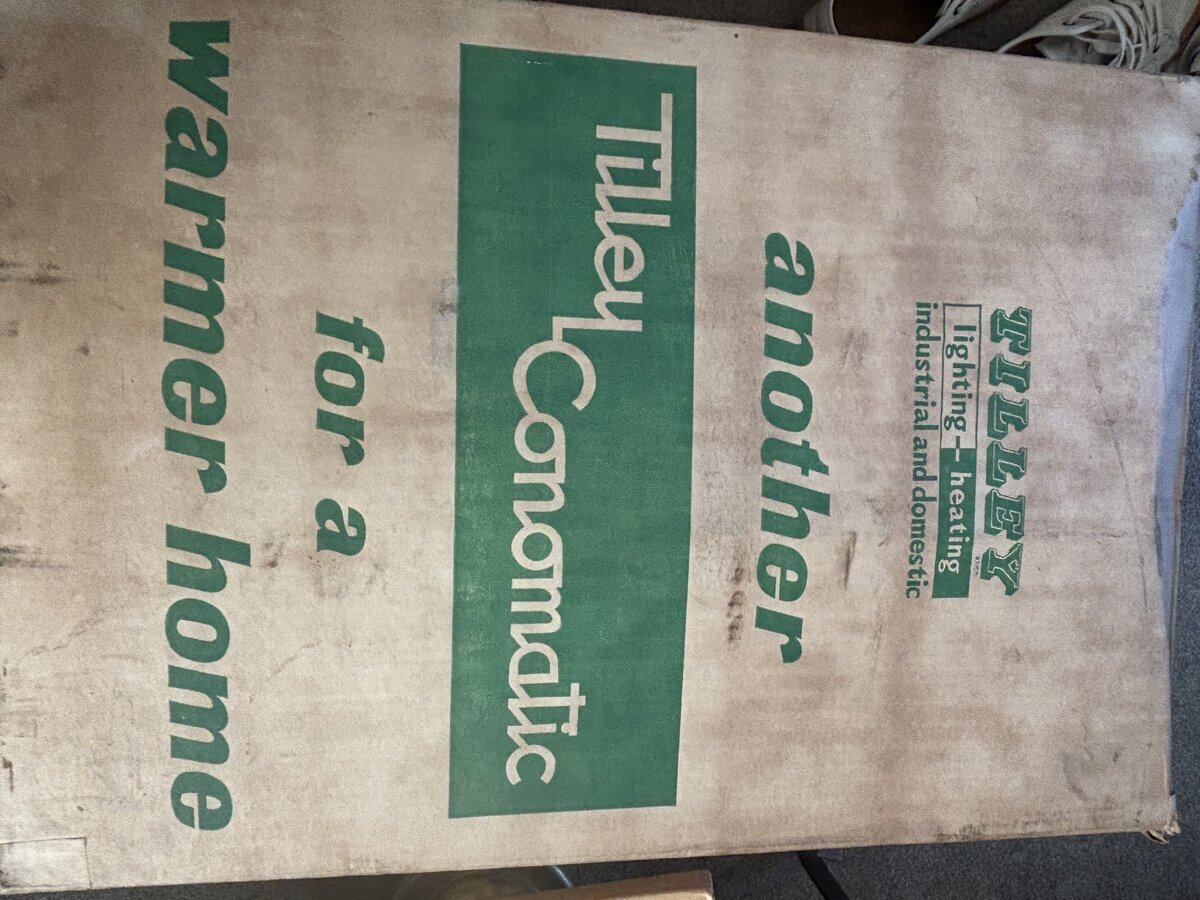 TILLEY
lighting-heating
industrial and domestic
another
Tilley
Conomatic
for a
warmer home